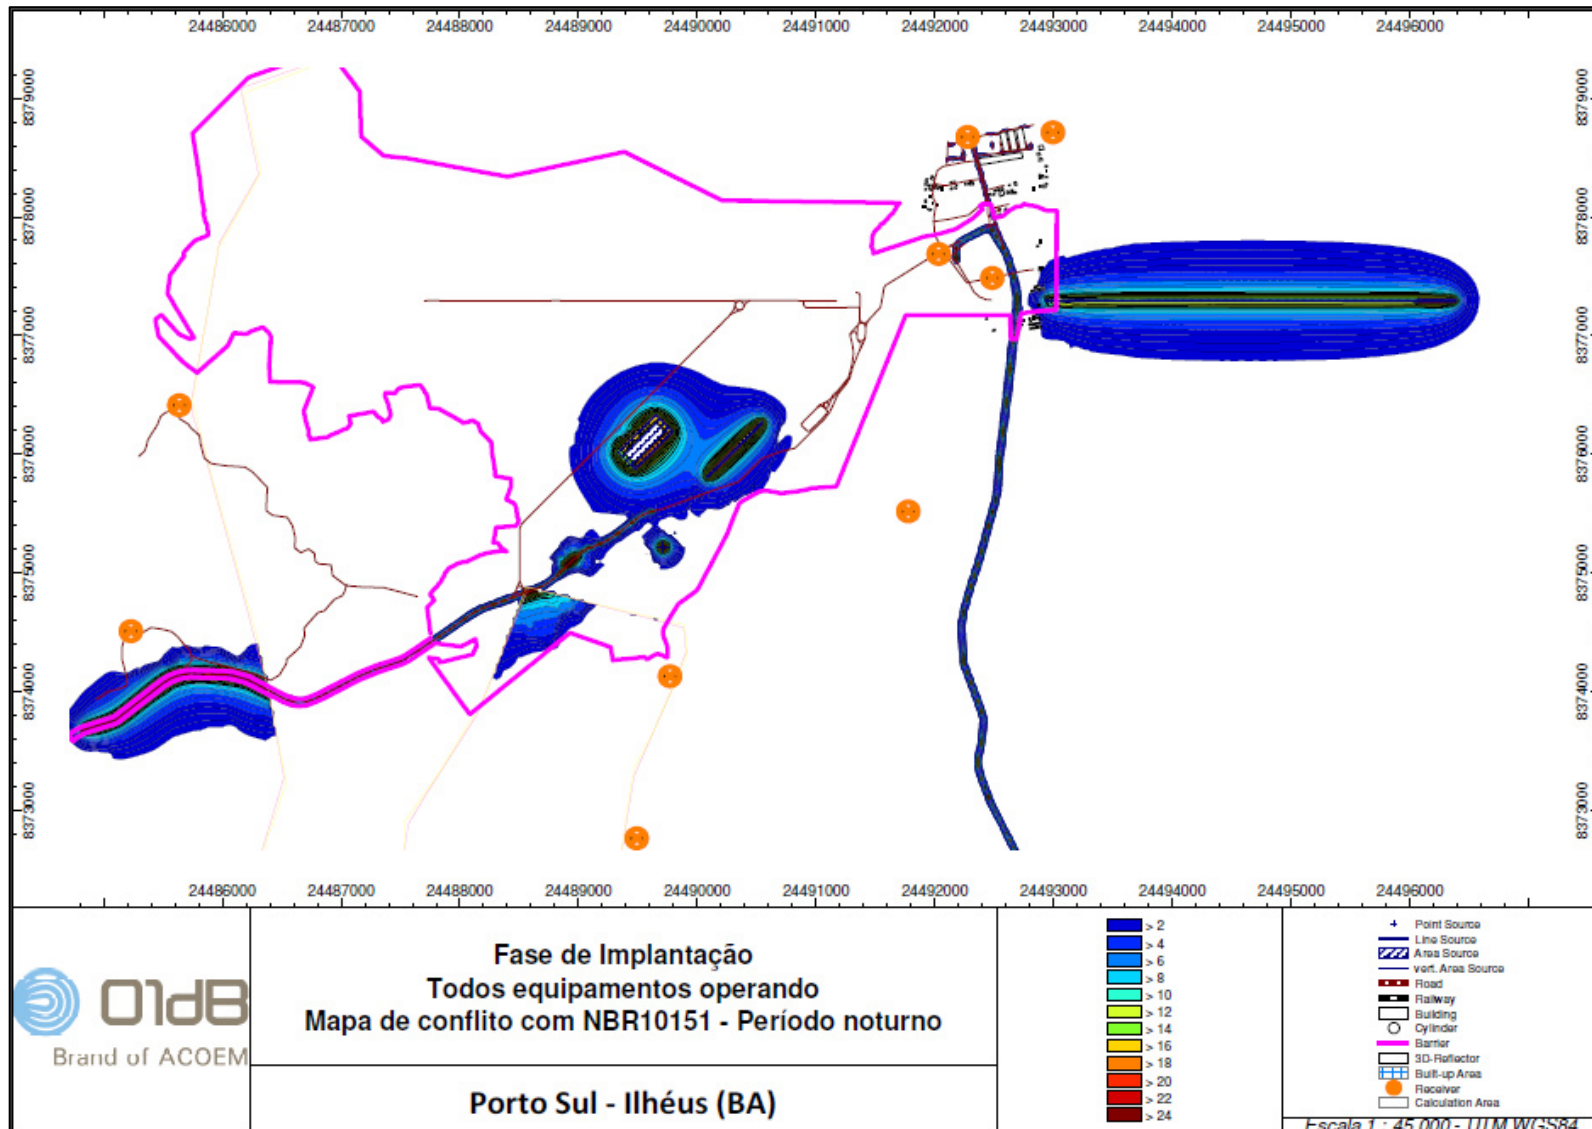 24486000 24487000 24488000 24489000 24490000 24491000 24492000 24493000 24494000 24495000 24496000
8379000 8379000
8378000 8378000
8377000 8377000
8376000 8376000
8375000 8375000
8374000 8374000
8373000 8373000
24486000 24487000 24488000 24489000 24490000 24491000 24492000 24493000 24494000 24495000 24496000
01dB
Brand of ACOEM
Fase de Implantação
Todos equipamentos operando
Mapa de conflito com NBR10151 - Período noturno
Porto Sul - Ilhéus (BA)
> 2
> 4
> 6
> 8
> 10
> 12
> 14
> 16
> 18
> 20
> 22
> 24
Point Source
Line Source
Area Source
vert. Area Source
Road
Railway
Building
Cylinder
Barrier
3D-Reflector
Built-up Area
Receiver
Calculation Area
Escala 1 : 45.000 - UTM WGS84